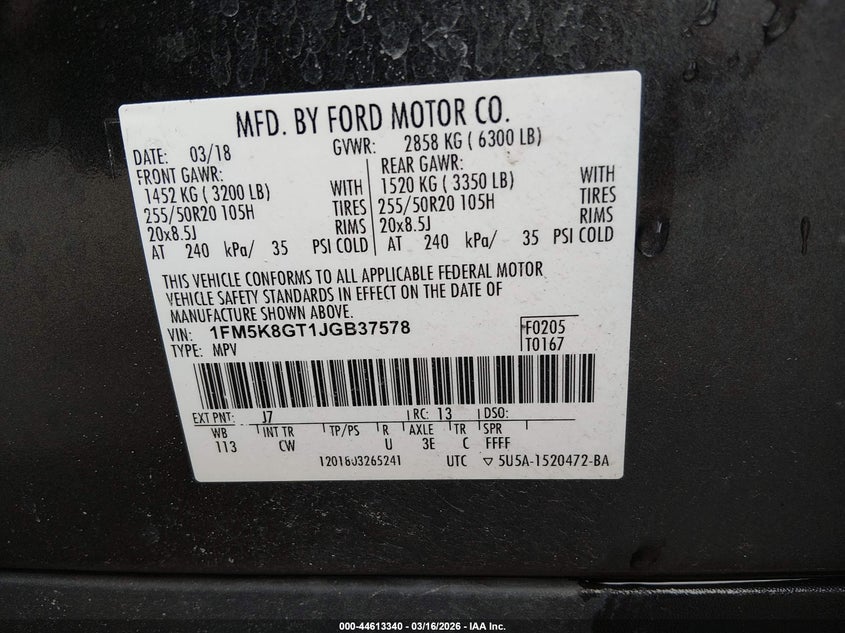 MFD. BY FORD MOTOR CO.
DATE: 03/18 GVWR: 2858 KG ( 6300 LB)
FRONT GAWR: REAR GAWR:
1452 KG ( 3200 LB) WITH 1520 KG ( 3350 LB) WITH
255/50R20 105H TIRES 255/50R20 105H TIRES
20x8.5J RIMS 20x8.5J RIMS
AT 240 kPa/ 35 PSI COLD AT 240 kPa/ 35 PSI COLD
THIS VEHICLE CONFORMS TO ALL APPLICABLE FEDERAL MOTOR
VEHICLE SAFETY STANDARDS IN EFFECT ON THE DATE OF
MANUFACTURE SHOWN ABOVE.
VIN: 1FM5K8GT1JGB37578 F0205
TYPE: MPV T0167
EXT PNT: J7 RC: 13 DSO:
WB INT TR TP/PS R AXLE TR SPR
113 CW U 3E C FFFF
1201803265241 UTC ▽ 5U5A-1520472-BA
000-44613340 - 03/16/2026 - IAA Inc.